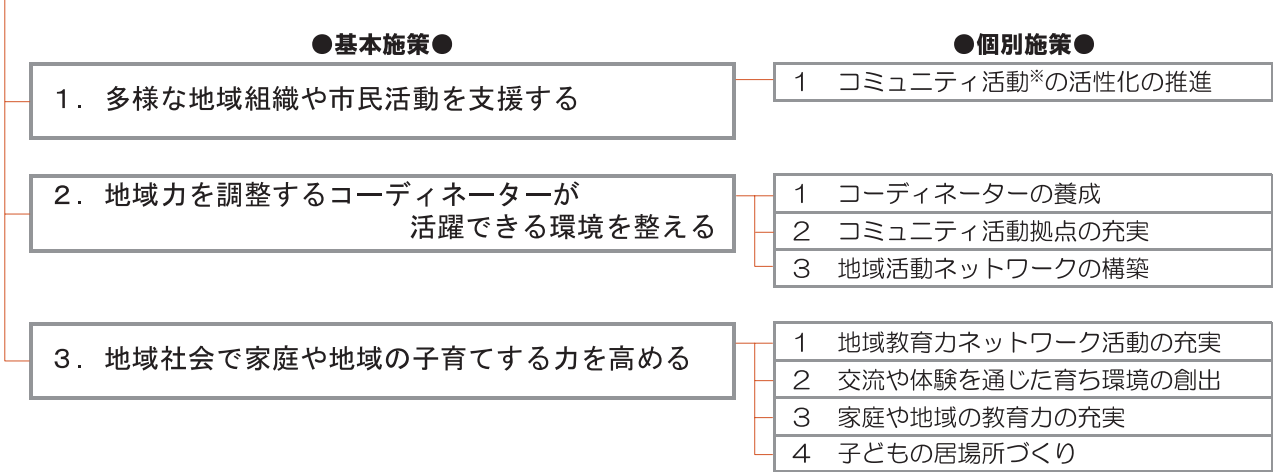 ●基本施策●
●個別施策●
１．多様な地域組織や市民活動を支援する
１　コミュニティ活動※の活性化の推進
２．地域力を調整するコーディネーターが
活躍できる環境を整える
１　コーディネーターの養成
２　コミュニティ活動拠点の充実
３　地域活動ネットワークの構築
３．地域社会で家庭や地域の子育てする力を高める
１　地域教育力ネットワーク活動の充実
２　交流や体験を通じた育ち環境の創出
３　家庭や地域の教育力の充実
４　子どもの居場所づくり